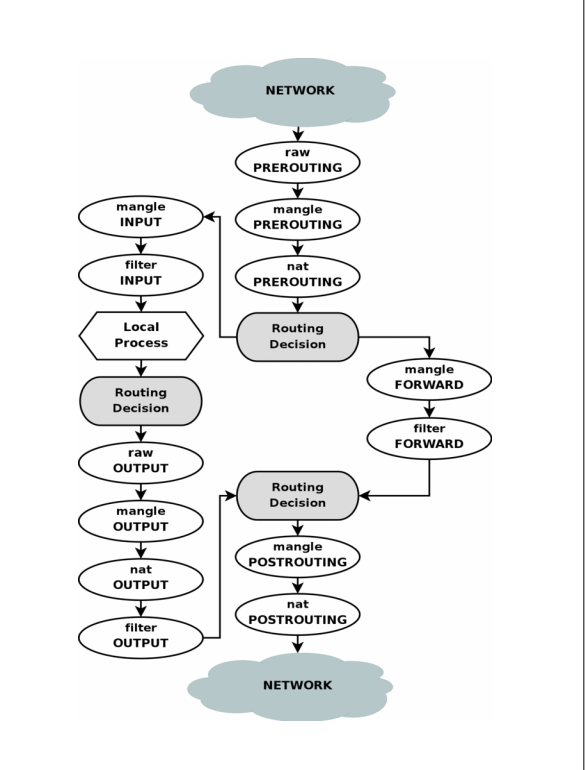 NETWORK
raw
PREROUTING
mangle
PREROUTING
nat
PREROUTING
Routing
Decision
mangle
INPUT
filter
INPUT
Local
Process
Routing
Decision
raw
OUTPUT
mangle
OUTPUT
nat
OUTPUT
filter
OUTPUT
mangle
FORWARD
filter
FORWARD
Routing
Decision
mangle
POSTROUTING
nat
POSTROUTING
NETWORK